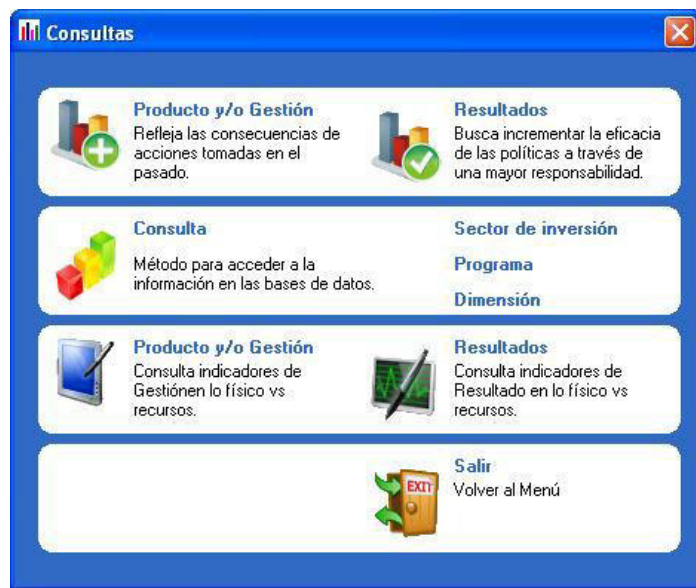 Consultas
Producto y/o Gestión
Refleja las consecuencias de
acciones tomadas en el
pasado.
Resultados
Busca incrementar la eficacia
de las políticas a través de
una mayor responsabilidad.
Consulta
Método para acceder a la
información en las bases de datos.
Sector de inversión
Programa
Dimensión
Producto y/o Gestión
Consulta indicadores de
Gestiónen lo físico vs
recursos.
Resultados
Consulta indicadores de
Resultado en lo físico vs
recursos.
EXIT
Salir
Volver al Menú